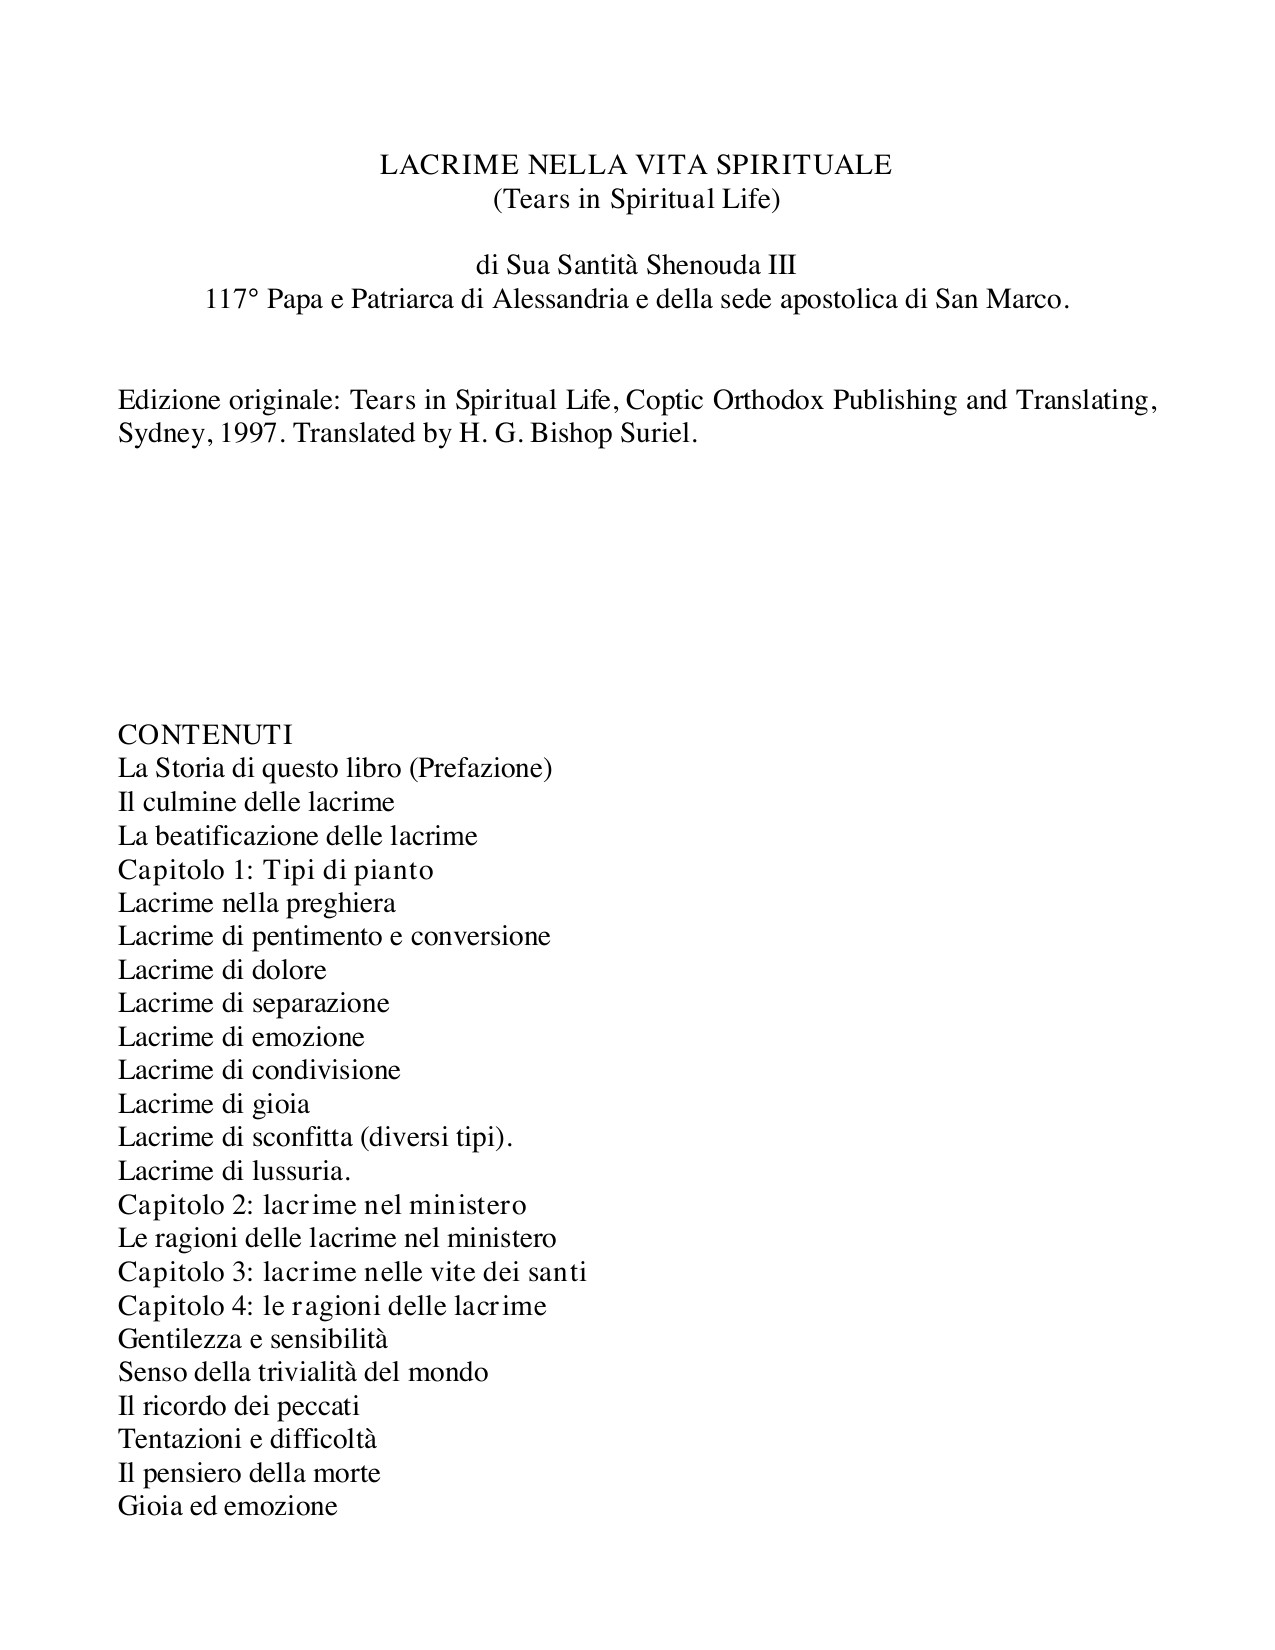 LACRIME NELLA VITA SPIRITUALE
(Tears in Spiritual Life)
di Sua Santità Shenouda III
117° Papa e Patriarca di Alessandria e della sede apostolica di San Marco.
Edizione originale: Tears in Spiritual Life, Coptic Orthodox Publishing and Translating,
Sydney, 1997. Translated by H. G. Bishop Suriel.
CONTENUTI
La Storia di questo libro (Prefazione)
Il culmine delle lacrime
La beatificazione delle lacrime
Capitolo 1: Tipi di pianto
Lacrime nella preghiera
Lacrime di pentimento e conversione
Lacrime di dolore
Lacrime di separazione
Lacrime di emozione
Lacrime di condivisione
Lacrime di gioia
Lacrime di sconfitta (diversi tipi).
Lacrime di lussuria.
Capitolo 2: lacrime nel ministero
Le ragioni delle lacrime nel ministero
Capitolo 3: lacrime nelle vite dei santi
Capitolo 4: le ragioni delle lacrime
Gentilezza e sensibilità
Senso della trivialità del mondo
Il ricordo dei peccati
Tentazioni e difficoltà
Il pensiero della morte
Gioia ed emozione